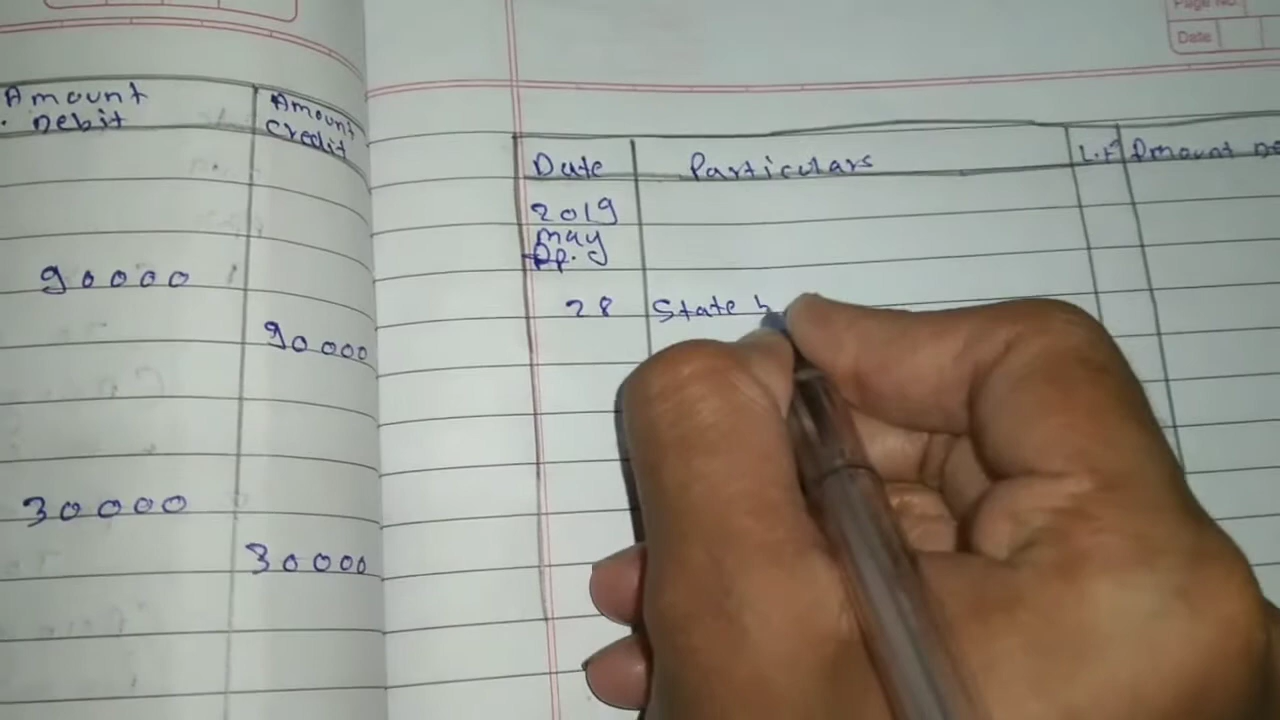 Amount
Debit
Amount
Credit
90000
90000
30000
30000
Page No.
Date
Date Particulars L.F Amount
2019
may
28 State